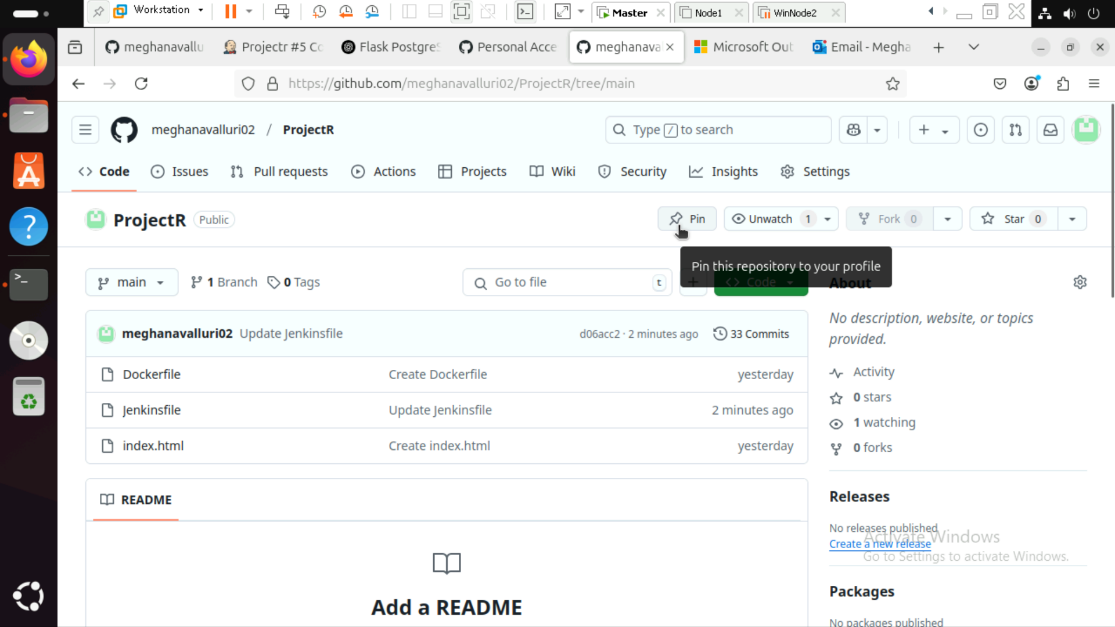 Workstation
Master
Node1
WinNode2
meghanavallu
Projectr #5 Co
Flask Postgre
Personal Acce
meghanava
Microsoft Out
Email - Megha
https://github.com/meghanavalluri02/ProjectR/tree/main
meghanavalluri02 / ProjectR
Type / to search
Code
Issues
Pull requests
Actions
Projects
Wiki
Security
Insights
Settings
ProjectR Public
Pin
Unwatch 1
Fork 0
Star 0
Pin this repository to your profile
main
1 Branch
0 Tags
Go to file t
Code
About
meghanavalluri02 Update Jenkinsfile d06acc2 · 2 minutes ago 33 Commits
Dockerfile Create Dockerfile yesterday
Jenkinsfile Update Jenkinsfile 2 minutes ago
index.html Create index.html yesterday
No description, website, or topics
provided.
Activity
0 stars
1 watching
0 forks
README
Add a README
Releases
No releases published
Create a new release
Activate Windows
Go to Settings to activate Windows.
Packages
No packages published